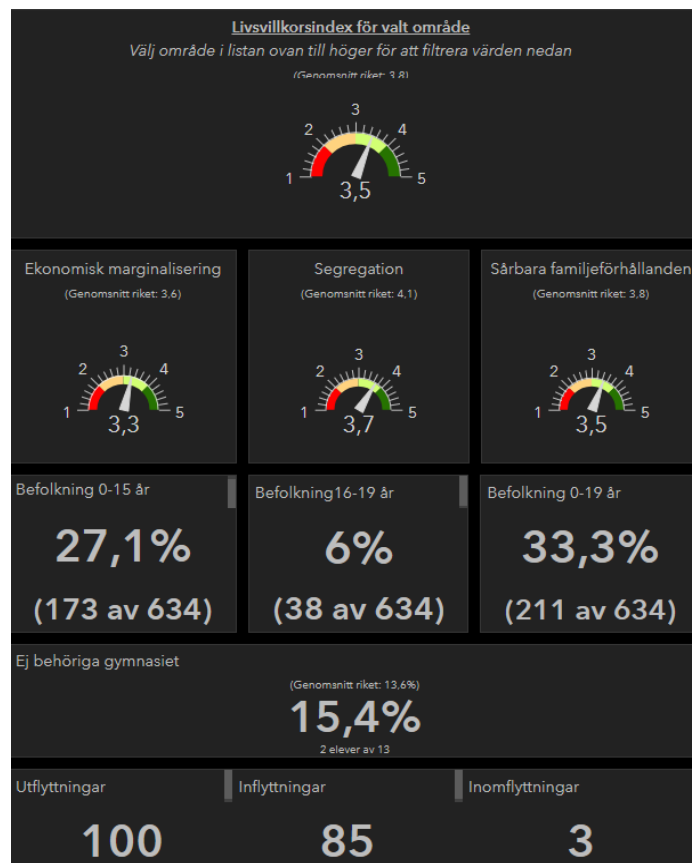 Livsvillkorsindex för valt område
Välj område i listan ovan till höger för att filtrera värden nedan
(Genomsnitt riket: 3,8)
3
2 4
1 5
3,5
Ekonomisk marginalisering
(Genomsnitt riket: 3,6)
3
2 4
1 5
3,3
Segregation
(Genomsnitt riket: 4,1)
3
2 4
1 5
3,7
Sårbara familjeförhållanden
(Genomsnitt riket: 3,8)
3
2 4
1 5
3,5
Befolkning 0-15 år
27,1%
(173 av 634)
Befolkning16-19 år
6%
(38 av 634)
Befolkning 0-19 år
33,3%
(211 av 634)
Ej behöriga gymnasiet
(Genomsnitt riket: 13,6%)
15,4%
2 elever av 13
Utflyttningar
100
Inflyttningar
85
Inomflyttningar
3